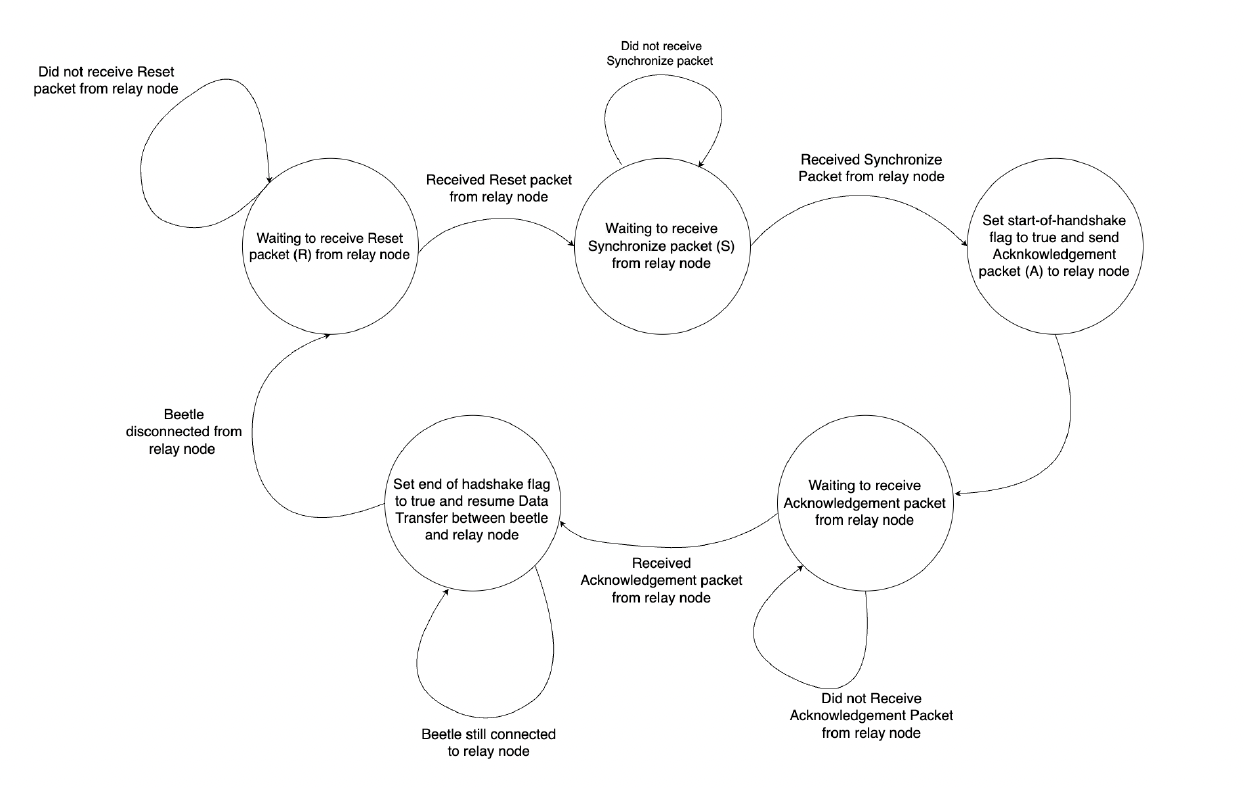 Did not receive
Synchronize packet
Did not receive Reset
packet from relay node
Received Synchronize
Packet from relay node
Received Reset packet
from relay node
Waiting to receive Reset
packet (R) from relay node
Waiting to receive
Synchronize packet (S)
from relay node
Set start-of-handshake
flag to true and send
Acknkowledgement
packet (A) to relay node
Beetle
disconnected from
relay node
Set end of hadshake flag
to true and resume Data
Transfer between beetle
and relay node
Waiting to receive
Acknowledgement packet
from relay node
Received
Acknowledgement packet
from relay node
Did not Receive
Acknowledgement Packet
from relay node
Beetle still connected
to relay node